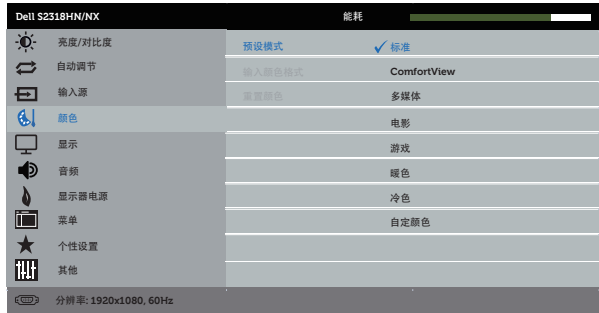 Dell S2318HN/NX 能耗
亮度/对比度
自动调节
输入源
颜色
显示
音频
显示器电源
菜单
个性设置
其他
预设模式 标准
输入颜色格式 ComfortView
重置颜色 多媒体
电影
游戏
暖色
冷色
自定颜色
分辨率: 1920x1080, 60Hz